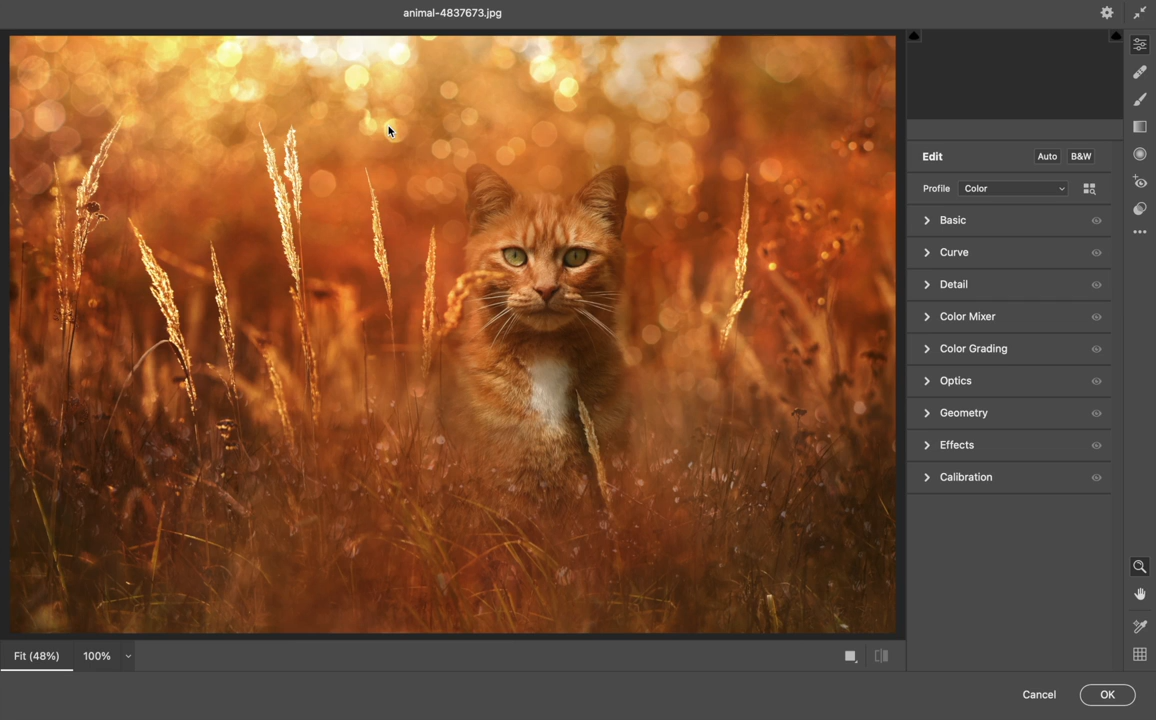 animal-4837673.jpg
Edit Auto B&W
Profile Color
Basic
Curve
Detail
Color Mixer
Color Grading
Optics
Geometry
Effects
Calibration
Fit (48%) 100%
Cancel OK